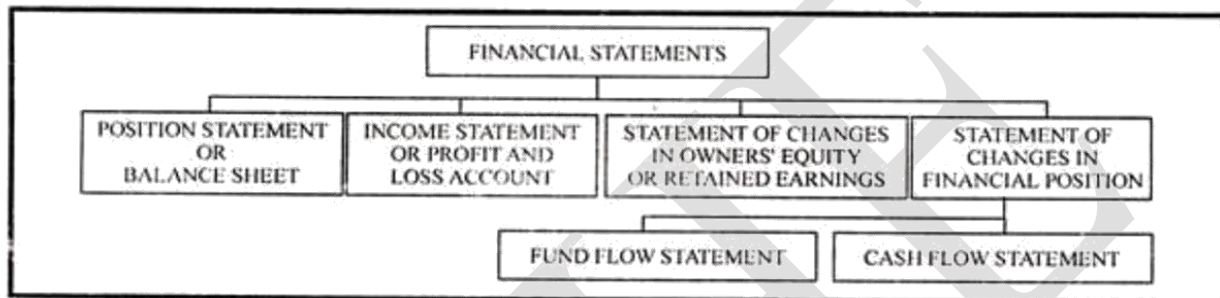 FINANCIAL STATEMENTS
POSITION STATEMENT
OR
BALANCE SHEET
INCOME STATEMENT
OR PROFIT AND
LOSS ACCOUNT
STATEMENT OF CHANGES
IN OWNERS' EQUITY
OR RETAINED EARNINGS
STATEMENT OF
CHANGES IN
FINANCIAL POSITION
FUND FLOW STATEMENT
CASH FLOW STATEMENT